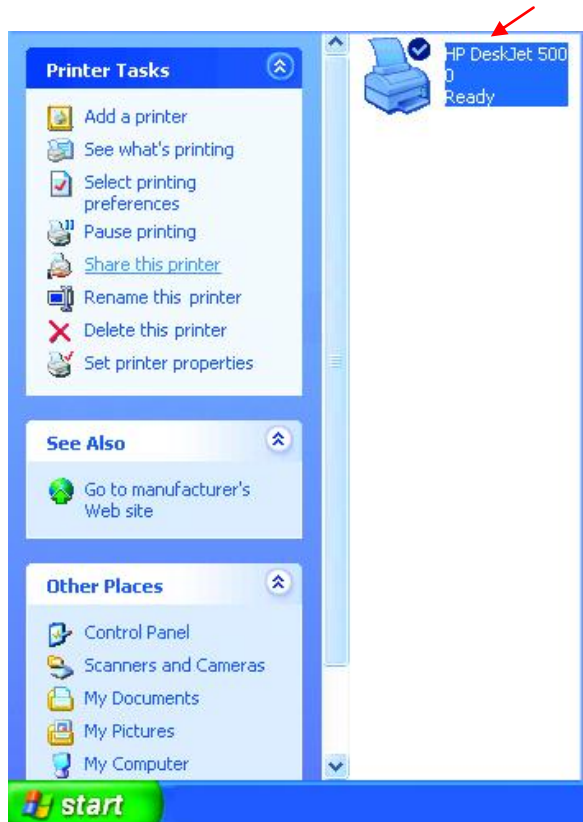 Printer Tasks
Add a printer
See what's printing
Select printing
preferences
Pause printing
Share this printer
Rename this printer
Delete this printer
Set printer properties
See Also
Go to manufacturer's
Web site
Other Places
Control Panel
Scanners and Cameras
My Documents
My Pictures
My Computer
HP DeskJet 500
0
Ready
start